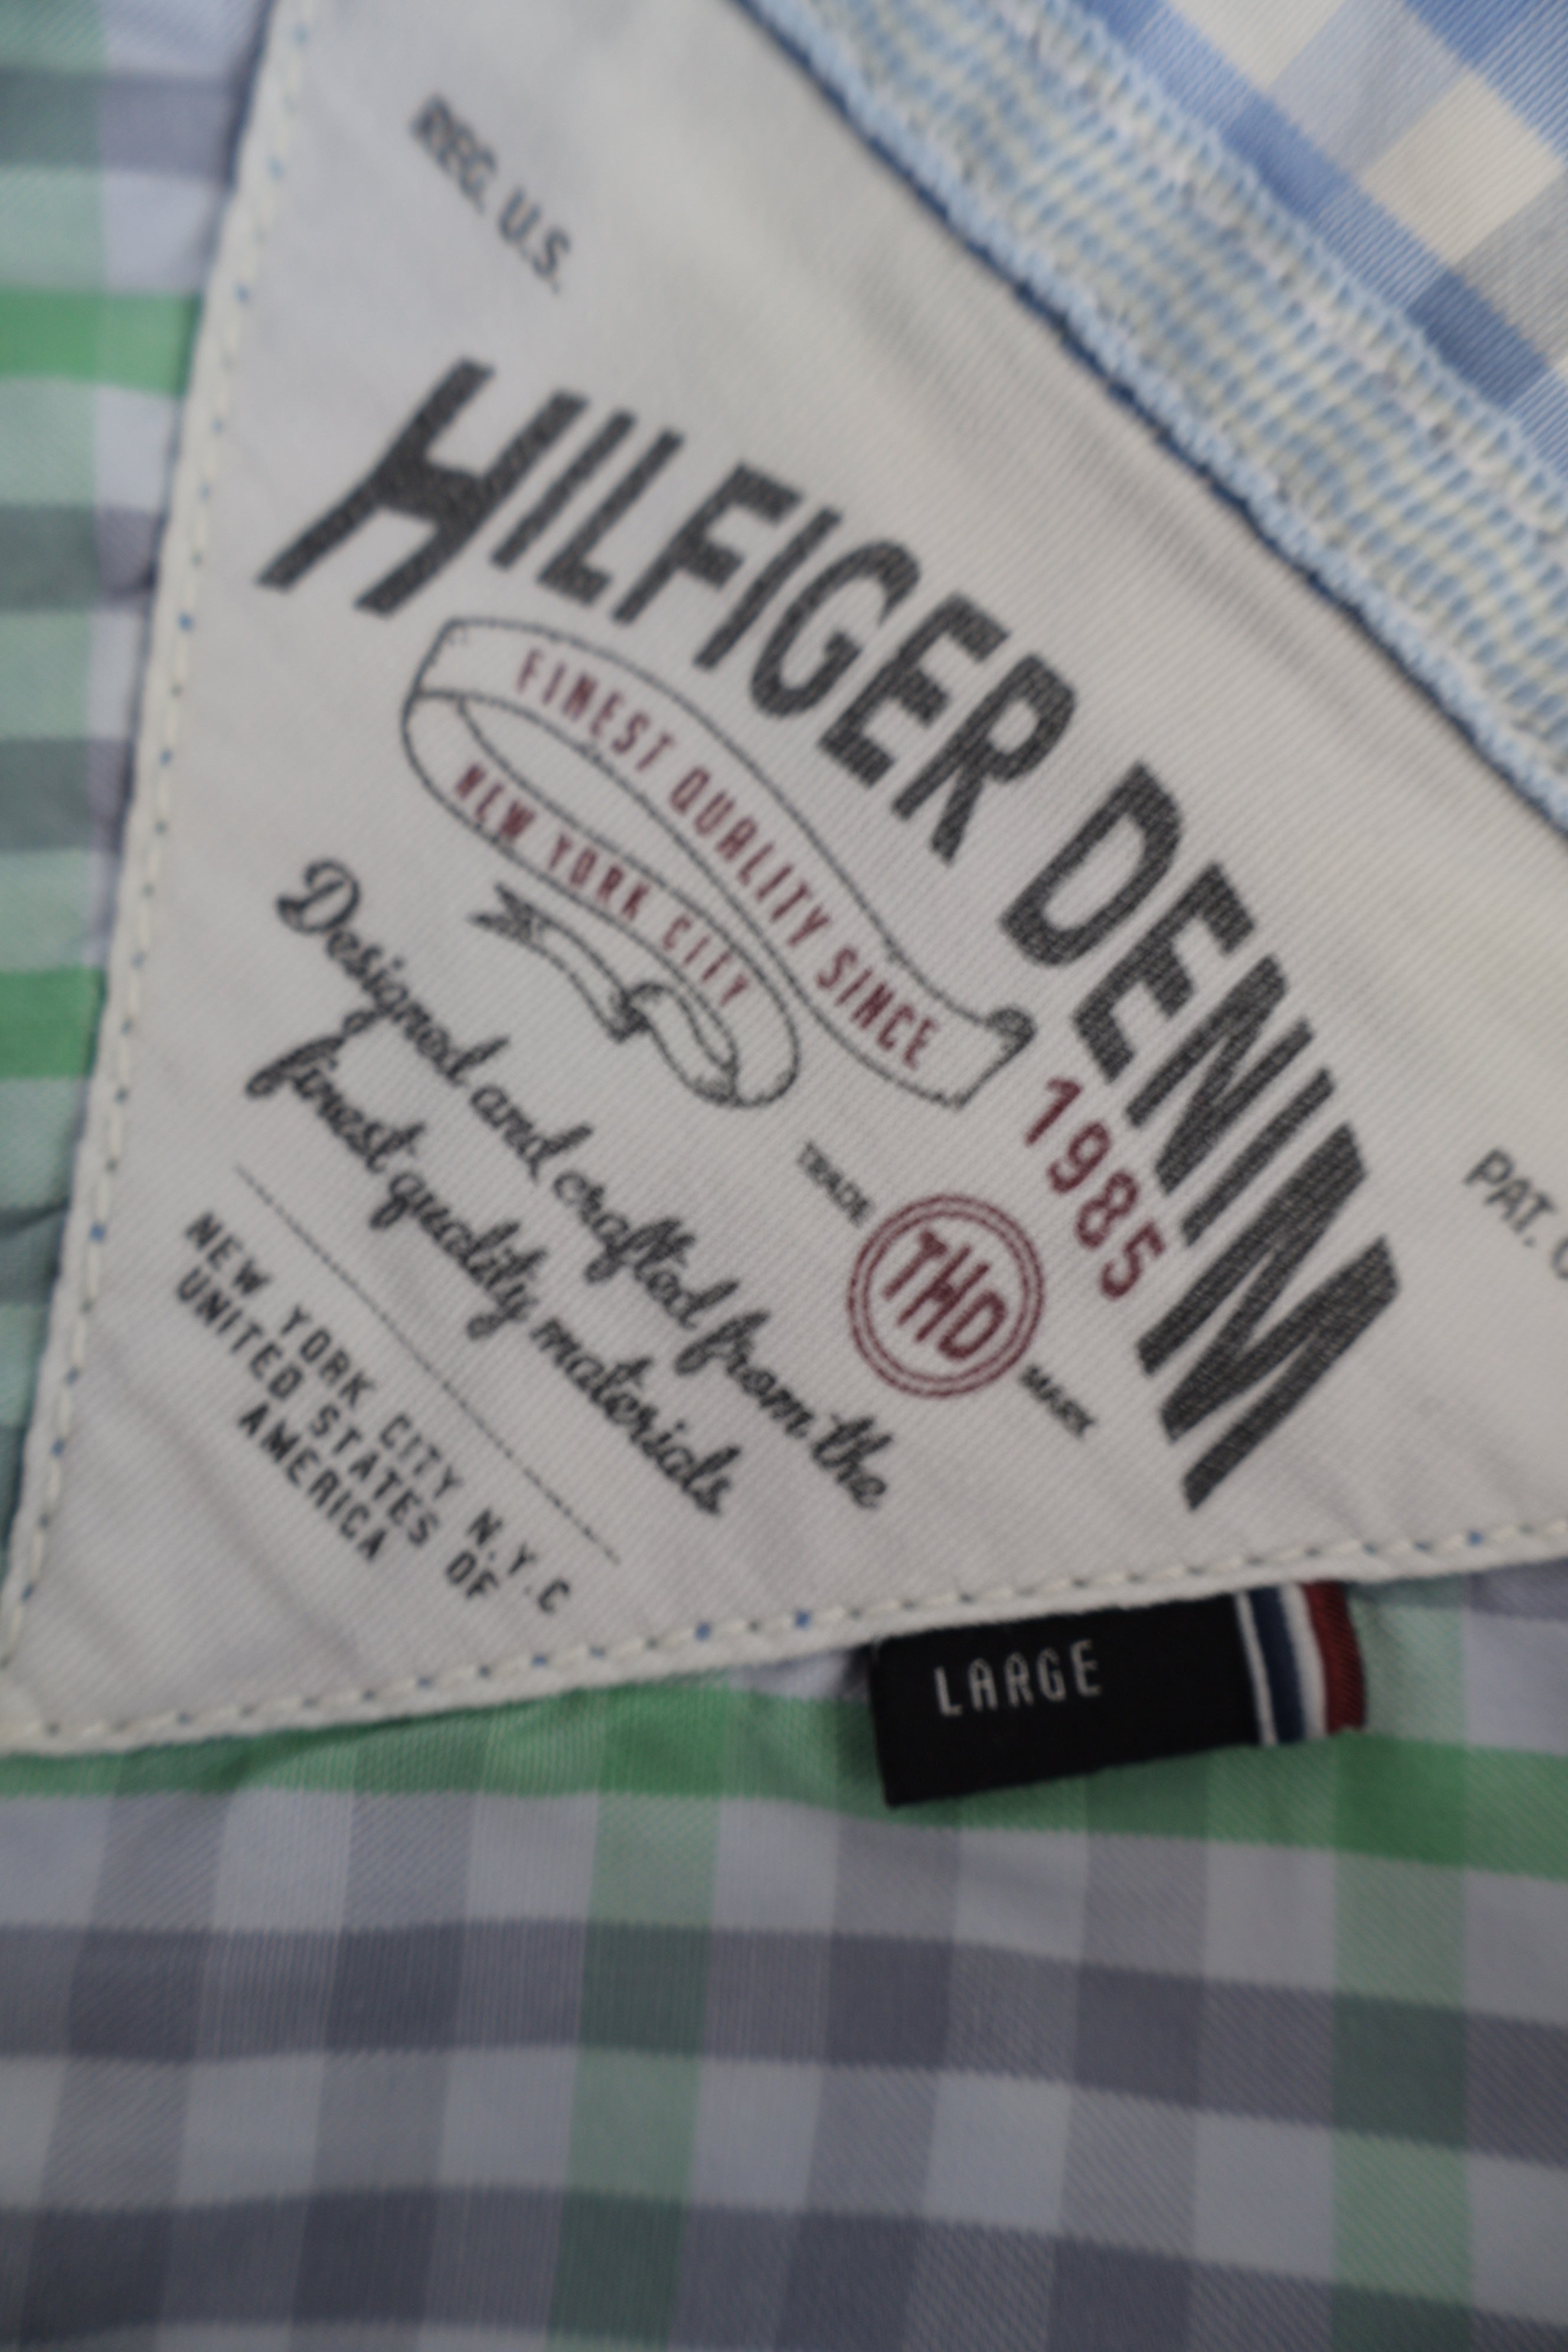 REG. U.S.
HILFIGER DENIM
FINEST QUALITY SINCE
1985
NEW YORK CITY
TRADE
THD
MARK
PAT.
Designed and crafted from the
finest quality materials
NEW YORK CITY N.Y.C
UNITED STATES OF
AMERICA
LARGE